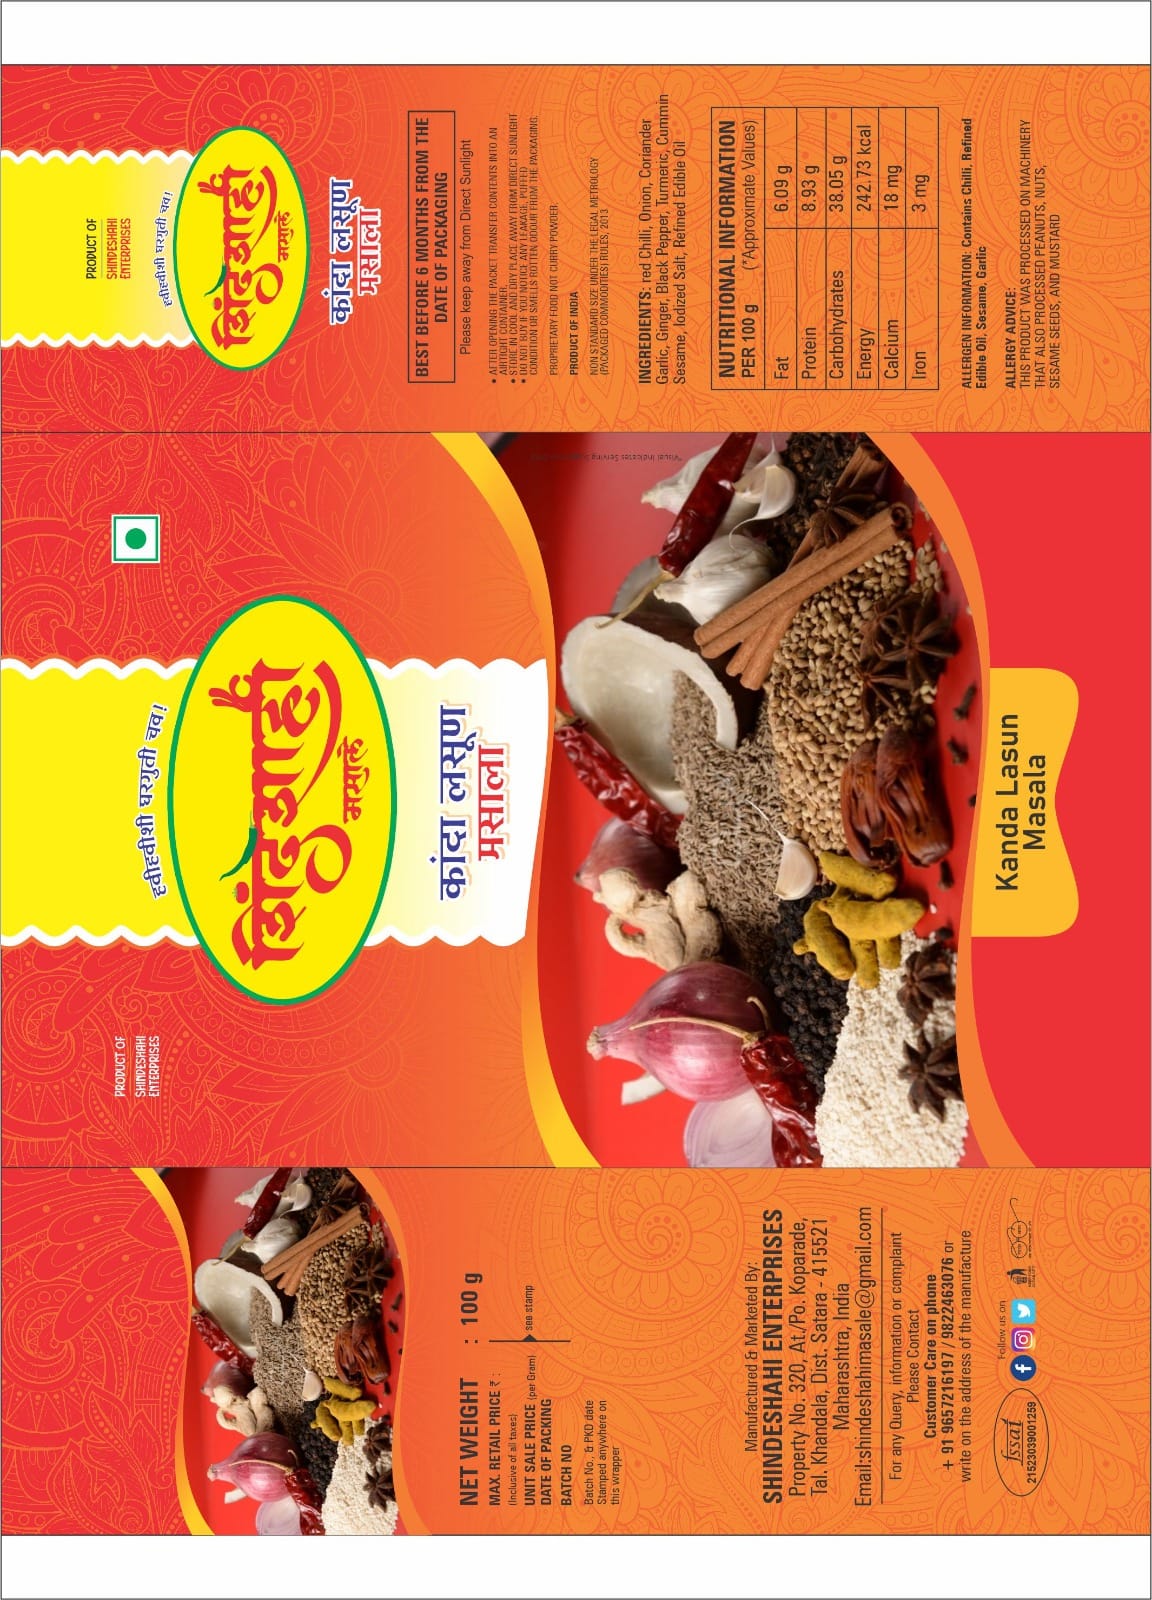 NET WEIGHT : 100 g
MAX. RETAIL PRICE ₹ :
(Inclusive of all taxes)
UNIT SALE PRICE (per Gram)
see stamp
DATE OF PACKING
BATCH NO
Batch No., & PKD date
Stamped anywhere on
this wrapper
Manufactured & Marketed By:
SHINDESHAHI ENTERPRISES
Property No. 320, At./Po. Koparade,
Tal. Khandala, Dist. Satara - 415521
Maharashtra, India
Email:shindeshahimasale@gmail.com
For any Query, information or complaint
Please Contact
Customer Care on phone
+ 91 9657216197 / 9822463076 or
write on the address of the manufacture
fssai
21523039001259
Follow us on
PRODUCT OF
SHINDESHAHI
ENTERPRISES
हवीहवीशी घरगुती चव!
शिंदेशाही
मसाले
कांदा लसूण
मसाला
*Visual Indicates Serving
Kanda Lasun
Masala
PRODUCT OF
SHINDESHAHI
ENTERPRISES
हवीहवीशी घरगुती चव!
शिंदेशाही
मसाले
कांदा लसूण
मसाला
BEST BEFORE 6 MONTHS FROM THE
DATE OF PACKAGING
Please keep away from Direct Sunlight
• AFTER OPENING THE PACKET TRANSFER CONTENTS INTO AN
AIRTIGHT CONTAINER.
• STORE IN COOL AND DRY PLACE AWAY FROM DIRECT SUNLIGHT
• DO NOT BUY IF YOU NOTICE ANY LEAKAGE, PUFFED
CONDITION OR SMELLS ROTTEN ODOUR FROM THE PACKAGING.
PROPRIETARY FOOD NOT CURRY POWDER.
PRODUCT OF INDIA
NON STANDARD SIZE UNDER THE LEGAL METROLOGY
(PACKAGED COMMODITIES) RULES, 2013
INGREDIENTS: red Chilli, Onion, Coriander
Garlic, Ginger, Black Pepper, Turmeric, Cummin
Sesame, Iodized Salt, Refined Edible Oil
NUTRITIONAL INFORMATION
PER 100 g (*Approximate Values)
Fat 6.09 g
Protein 8.93 g
Carbohydrates 38.05 g
Energy 242.73 kcal
Calcium 18 mg
Iron 3 mg
ALLERGEN INFORMATION: Contains Chilli, Refined
Edible Oil, Sesame, Garlic
ALLERGY ADVICE:
THIS PRODUCT WAS PROCESSED ON MACHINERY
THAT ALSO PROCESSED PEANUTS, NUTS,
SESAME SEEDS, AND MUSTARD